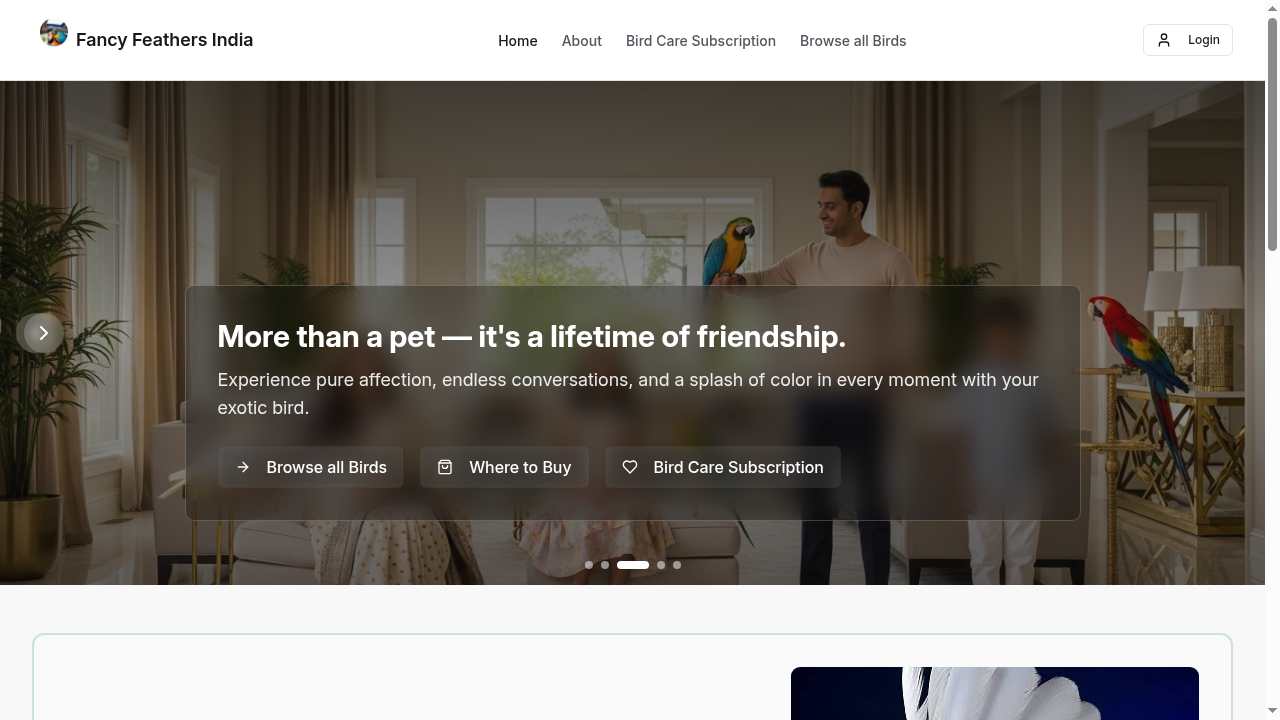 Fancy Feathers India
Home
About
Bird Care Subscription
Browse all Birds
Login
More than a pet — it's a lifetime of friendship.
Experience pure affection, endless conversations, and a splash of color in every moment with your
exotic bird.
Browse all Birds
Where to Buy
Bird Care Subscription